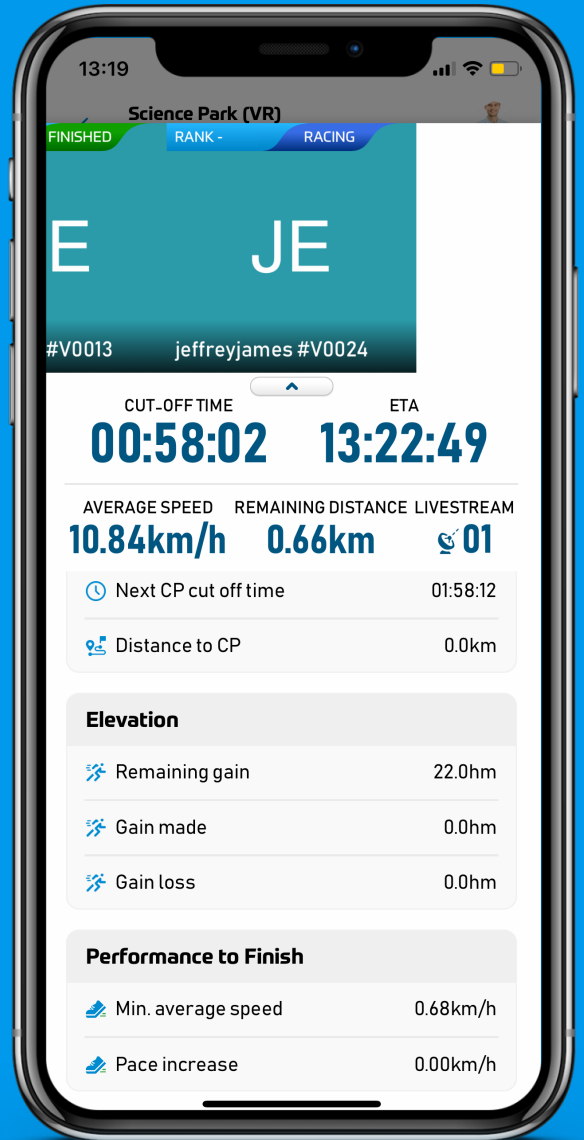 13:19
Science Park (VR)
FINISHED RANK - RACING
E JE
#V0013 jeffreyjames #V0024
CUT-OFF TIME ETA
00:58:02 13:22:49
AVERAGE SPEED REMAINING DISTANCE LIVESTREAM
10.84km/h 0.66km 01
Next CP cut off time 01:58:12
Distance to CP 0.0km
Elevation
Remaining gain 22.0hm
Gain made 0.0hm
Gain loss 0.0hm
Performance to Finish
Min. average speed 0.68km/h
Pace increase 0.00km/h